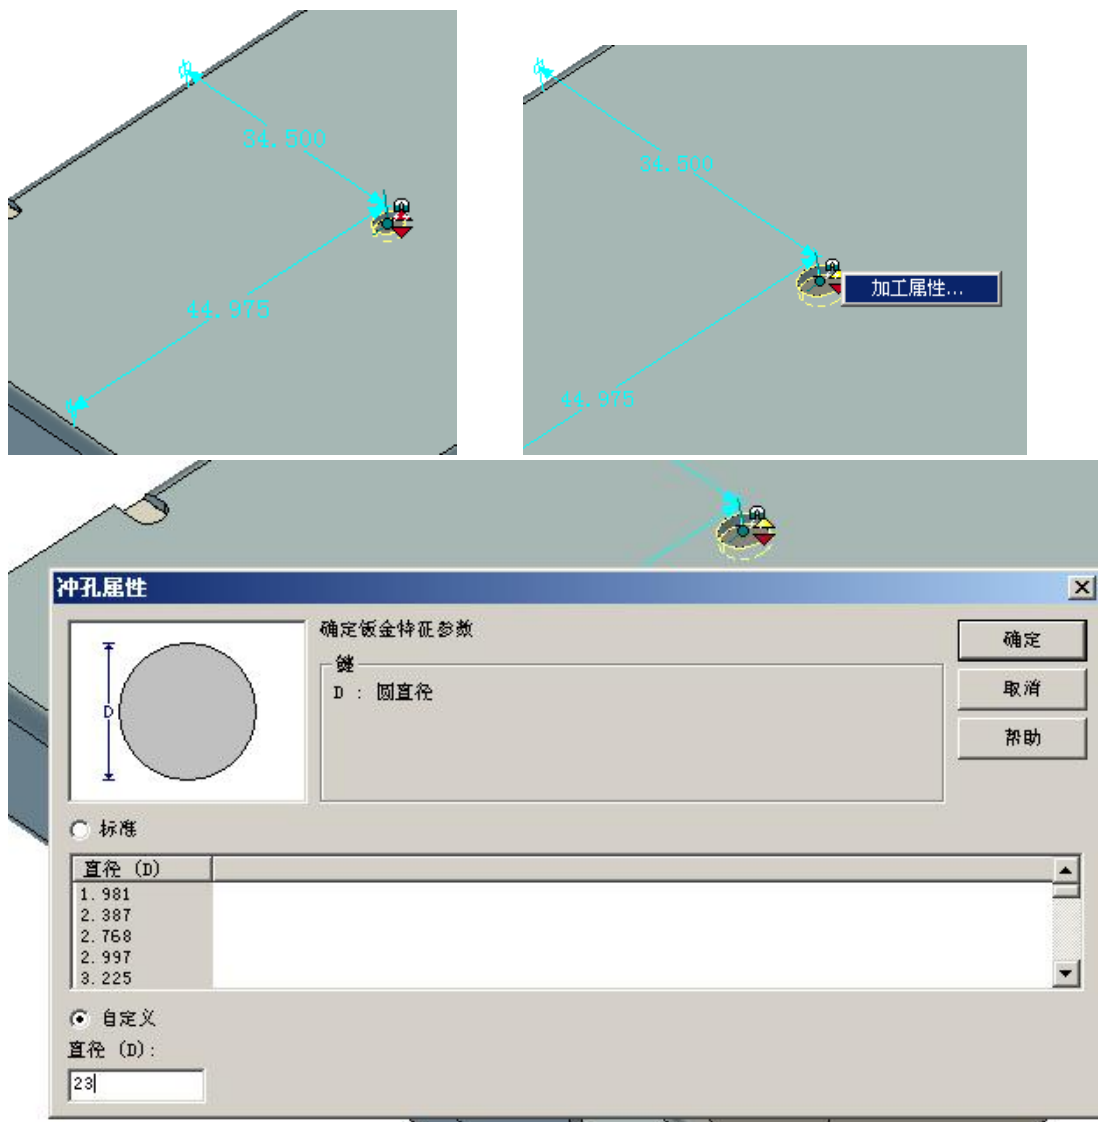 34.500
44.975
34.500
加工属性...
44.975
冲孔属性
确定钣金特征参数
键
D : 圆直径
D
确定
取消
帮助
标准
直径 (D)
1.981
2.387
2.768
2.997
3.225
自定义
直径 (D):
23